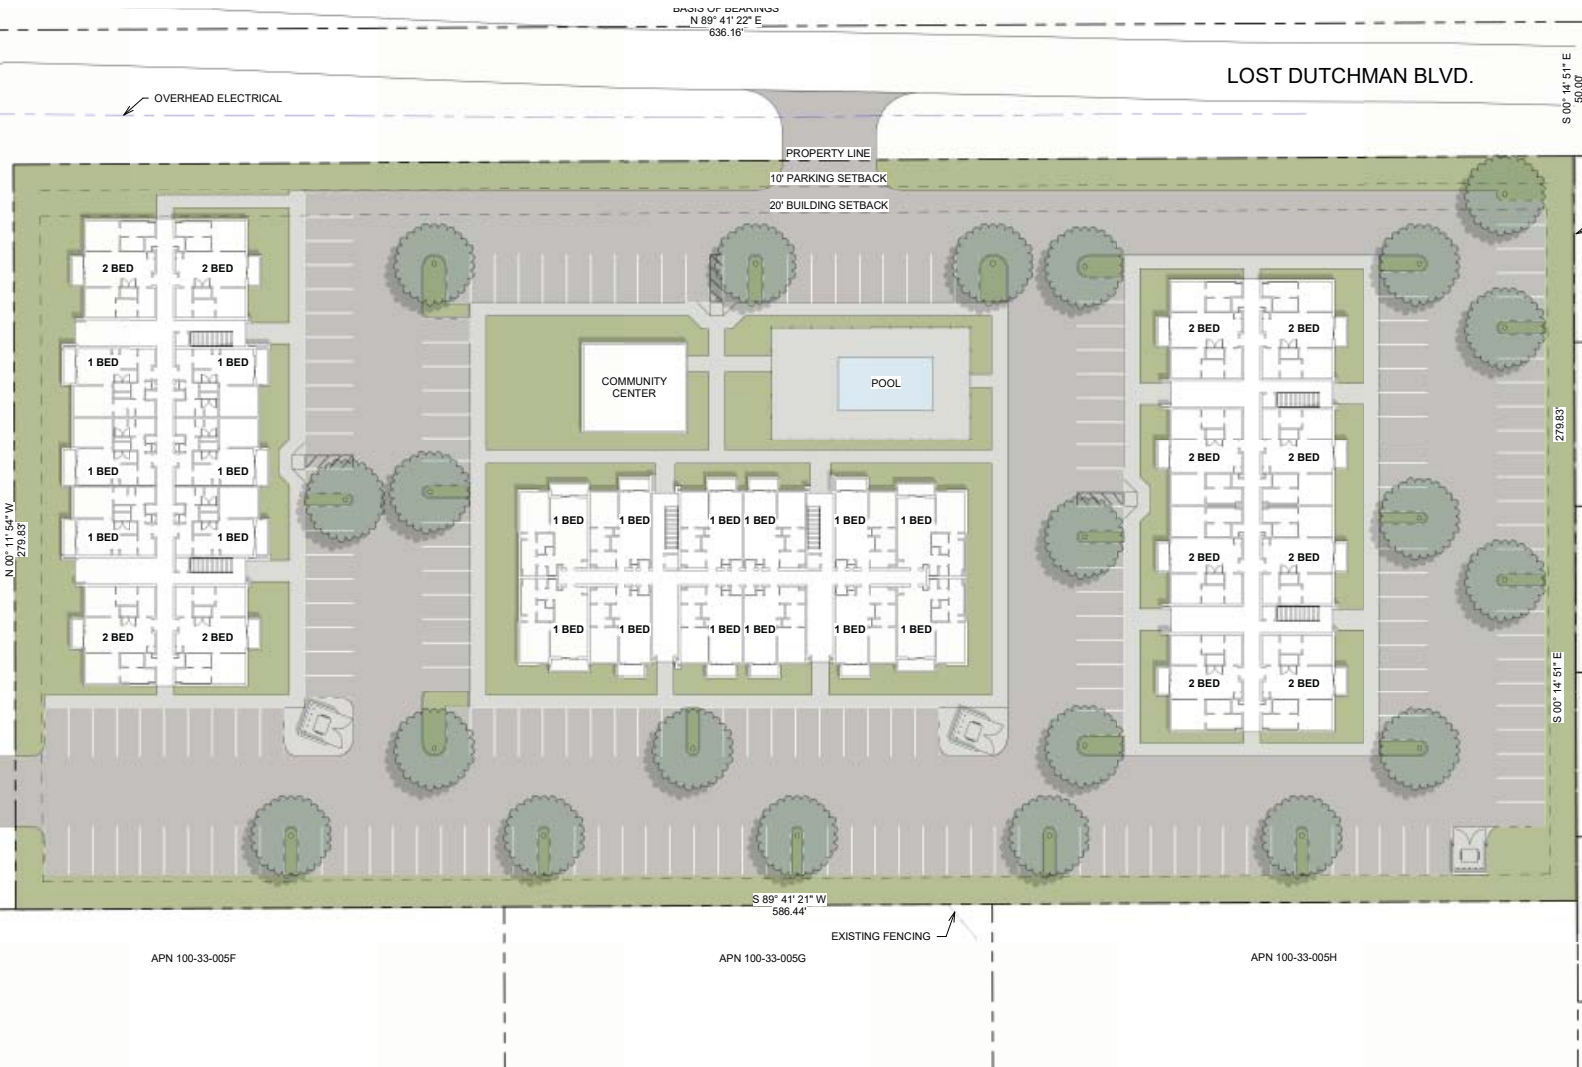 BASIS OF BEARINGS
N 89° 41' 22" E
636.16'
LOST DUTCHMAN BLVD.
S 00° 14' 51" E
50.00'
OVERHEAD ELECTRICAL
PROPERTY LINE
10' PARKING SETBACK
20' BUILDING SETBACK
2 BED
2 BED
1 BED
1 BED
1 BED
1 BED
1 BED
1 BED
2 BED
2 BED
N 00° 11' 54" W
279.83'
COMMUNITY
CENTER
POOL
1 BED
1 BED
1 BED
1 BED
1 BED
1 BED
1 BED
1 BED
1 BED
1 BED
1 BED
1 BED
2 BED
2 BED
2 BED
2 BED
2 BED
2 BED
2 BED
2 BED
279.83'
S 00° 14' 51" E
S 89° 41' 21" W
586.44'
EXISTING FENCING
APN 100-33-005F
APN 100-33-005G
APN 100-33-005H